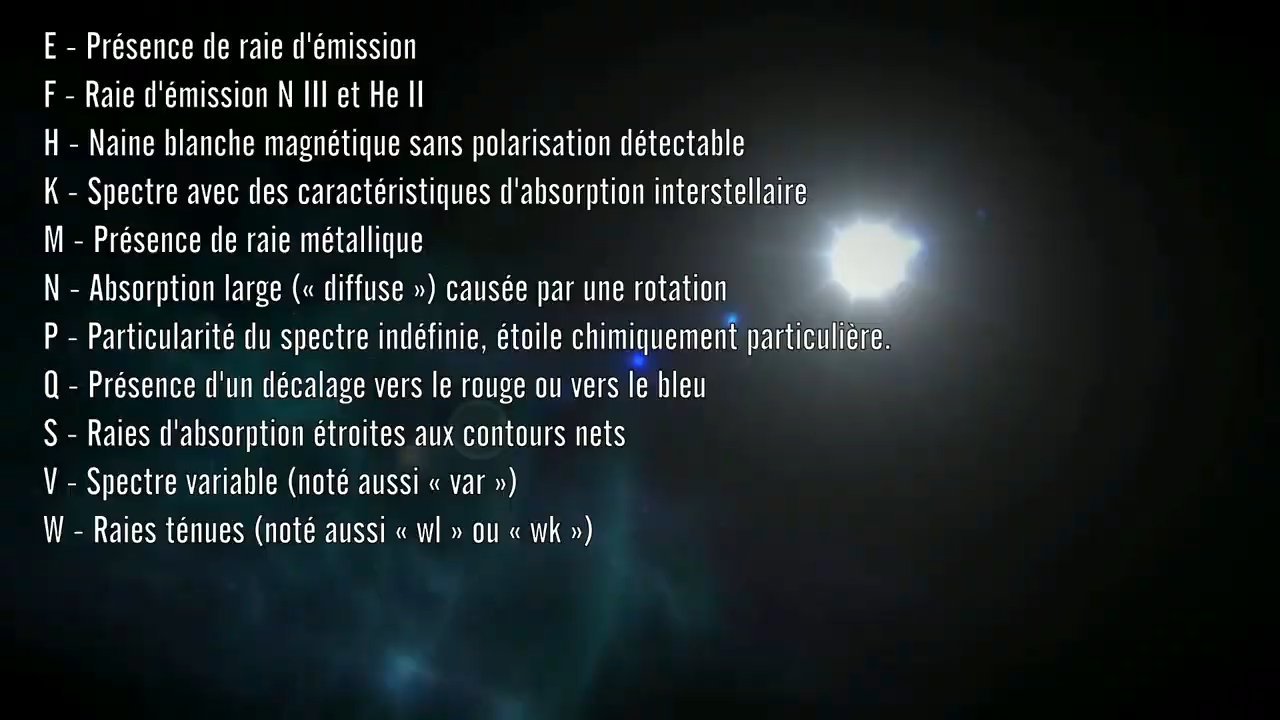 E - Présence de raie d'émission
F - Raie d'émission N III et He II
H - Naine blanche magnétique sans polarisation détectable
K - Spectre avec des caractéristiques d'absorption interstellaire
M - Présence de raie métallique
N - Absorption large (« diffuse ») causée par une rotation
P - Particularité du spectre indéfinie, étoile chimiquement particulière.
Q - Présence d'un décalage vers le rouge ou vers le bleu
S - Raies d'absorption étroites aux contours nets
V - Spectre variable (noté aussi « var »)
W - Raies ténues (noté aussi « wl » ou « wk »)